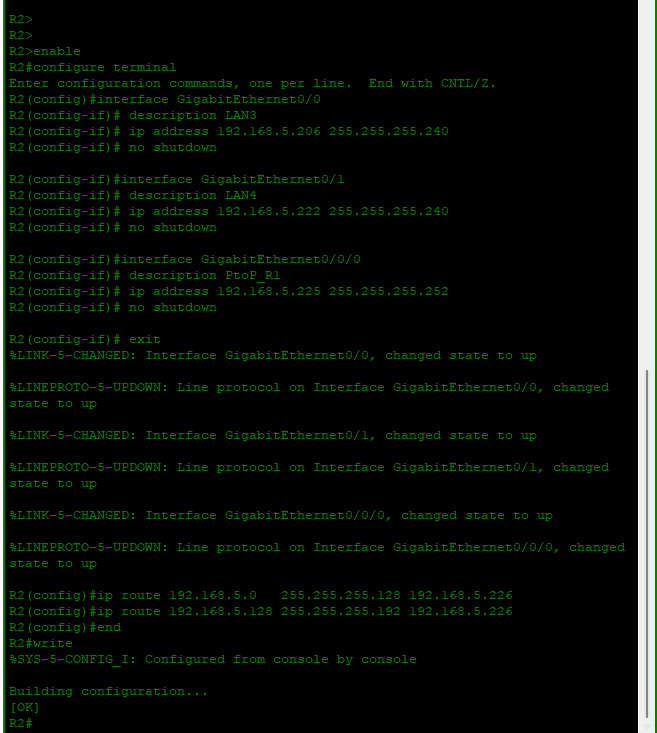 R2>
R2>
R2>enable
R2#configure terminal
Enter configuration commands, one per line.  End with CNTL/Z.
R2(config)#interface GigabitEthernet0/0
R2(config-if)# description LAN3
R2(config-if)# ip address 192.168.5.206 255.255.255.240
R2(config-if)# no shutdown
R2(config-if)#interface GigabitEthernet0/1
R2(config-if)# description LAN4
R2(config-if)# ip address 192.168.5.222 255.255.255.240
R2(config-if)# no shutdown
R2(config-if)#interface GigabitEthernet0/0/0
R2(config-if)# description PtoP_R1
R2(config-if)# ip address 192.168.5.225 255.255.255.252
R2(config-if)# no shutdown
R2(config-if)# exit
%LINK-5-CHANGED: Interface GigabitEthernet0/0, changed state to up
%LINEPROTO-5-UPDOWN: Line protocol on Interface GigabitEthernet0/0, changed
state to up
%LINK-5-CHANGED: Interface GigabitEthernet0/1, changed state to up
%LINEPROTO-5-UPDOWN: Line protocol on Interface GigabitEthernet0/1, changed
state to up
%LINK-5-CHANGED: Interface GigabitEthernet0/0/0, changed state to up
%LINEPROTO-5-UPDOWN: Line protocol on Interface GigabitEthernet0/0/0, changed
state to up
R2(config)#ip route 192.168.5.0   255.255.255.128 192.168.5.226
R2(config)#ip route 192.168.5.128 255.255.255.192 192.168.5.226
R2(config)#end
R2#write
%SYS-5-CONFIG_I: Configured from console by console
Building configuration...
[OK]
R2#